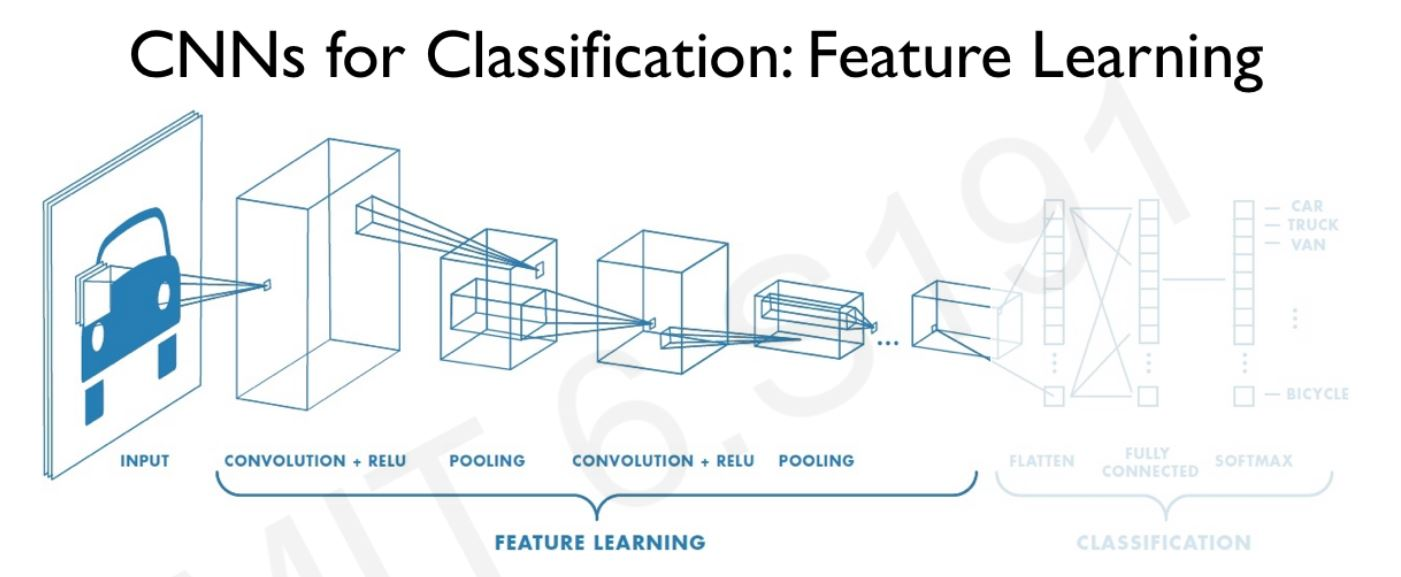 CNNs for Classification: Feature Learning
CAR
TRUCK
VAN
...
BICYCLE
INPUT
CONVOLUTION + RELU
POOLING
CONVOLUTION + RELU
POOLING
FLATTEN
FULLY
CONNECTED
SOFTMAX
FEATURE LEARNING
CLASSIFICATION
MIT 6.S191